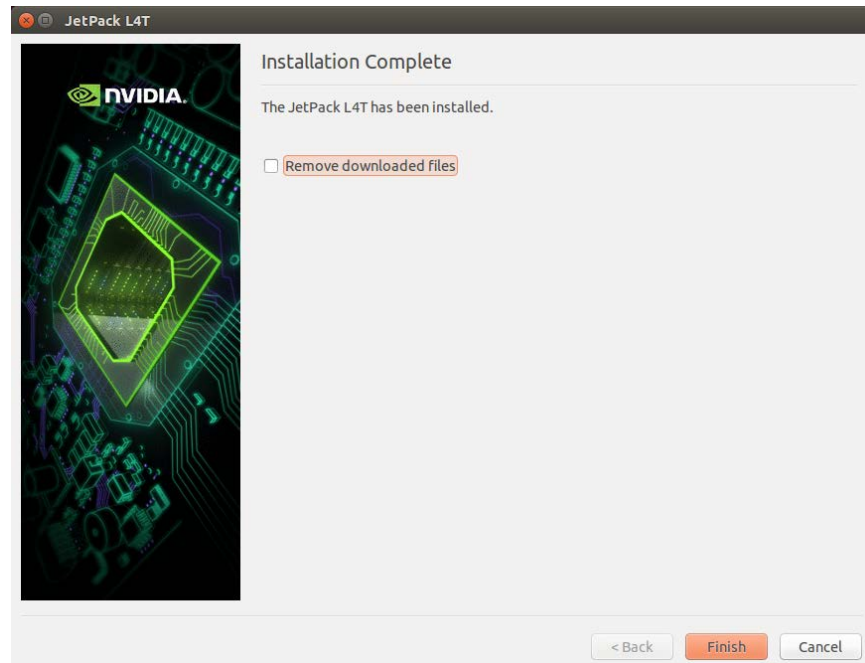 JetPack L4T
NVIDIA.
Installation Complete
The JetPack L4T has been installed.
Remove downloaded files
< Back Finish Cancel